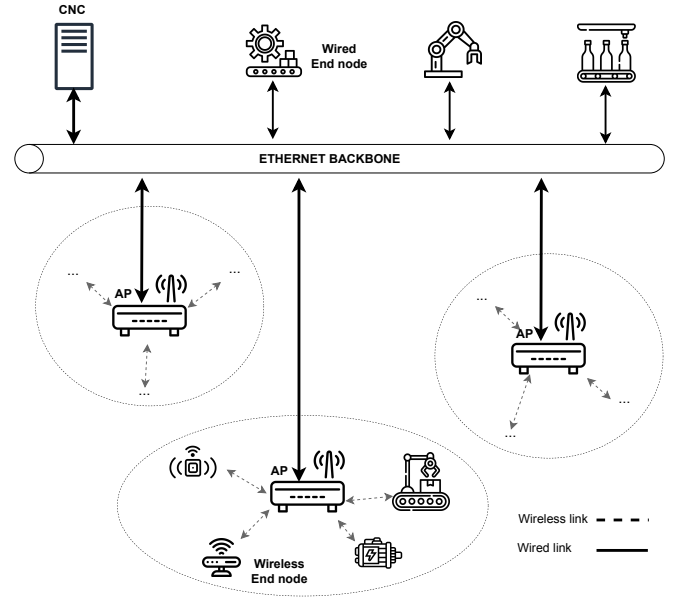 CNC
Wired
End node
ETHERNET BACKBONE
...
...
AP
...
...
AP
...
...
AP
Wireless
End node
Wireless link
Wired link